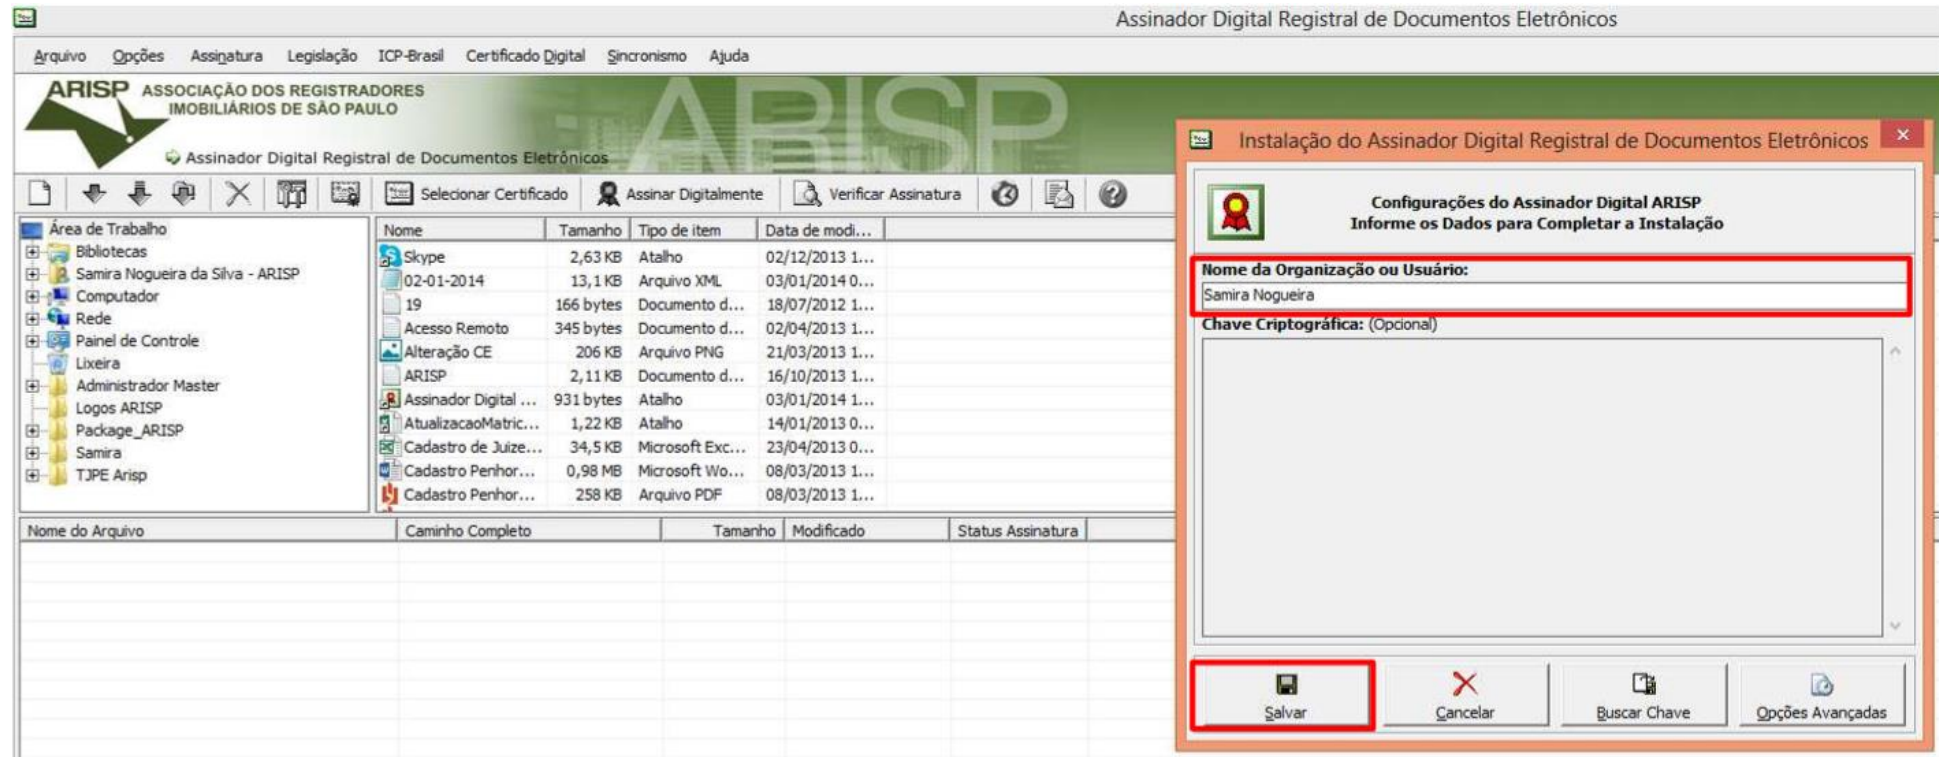 Assinador Digital Registral de Documentos Eletrônicos
Arquivo Opções Assinatura Legislação ICP-Brasil Certificado Digital Sincronismo Ajuda
ARISP ASSOCIAÇÃO DOS REGISTRADORES
IMOBILIÁRIOS DE SÃO PAULO
ARISP
Assinador Digital Registral de Documentos Eletrônicos
Selecionar Certificado Assinar Digitalmente Verificar Assinatura
Área de Trabalho
Bibliotecas
Samira Nogueira da Silva - ARISP
Computador
Rede
Painel de Controle
Lixeira
Administrador Master
Logos ARISP
Package_ARISP
Samira
TJPE Arisp
Nome Tamanho Tipo de item Data de modi...
Skype 2,63 KB Atalho 02/12/2013 1...
02-01-2014 13,1 KB Arquivo XML 03/01/2014 0...
19 166 bytes Documento d... 18/07/2012 1...
Acesso Remoto 345 bytes Documento d... 02/04/2013 1...
Alteração CE 206 KB Arquivo PNG 21/03/2013 1...
ARISP 2,11 KB Documento d... 16/10/2013 1...
Assinador Digital ... 931 bytes Atalho 03/01/2014 1...
AtualizacaoMatric... 1,22 KB Atalho 14/01/2013 0...
Cadastro de Juize... 34,5 KB Microsoft Exc... 23/04/2013 0...
Cadastro Penhor... 0,98 MB Microsoft Wo... 08/03/2013 1...
Cadastro Penhor... 258 KB Arquivo PDF 08/03/2013 1...
Nome do Arquivo Caminho Completo Tamanho Modificado Status Assinatura
Instalação do Assinador Digital Registral de Documentos Eletrônicos
Configurações do Assinador Digital ARISP
Informe os Dados para Completar a Instalação
Nome da Organização ou Usuário:
Samira Nogueira
Chave Criptográfica: (Opcional)
Salvar Cancelar Buscar Chave Opções Avançadas